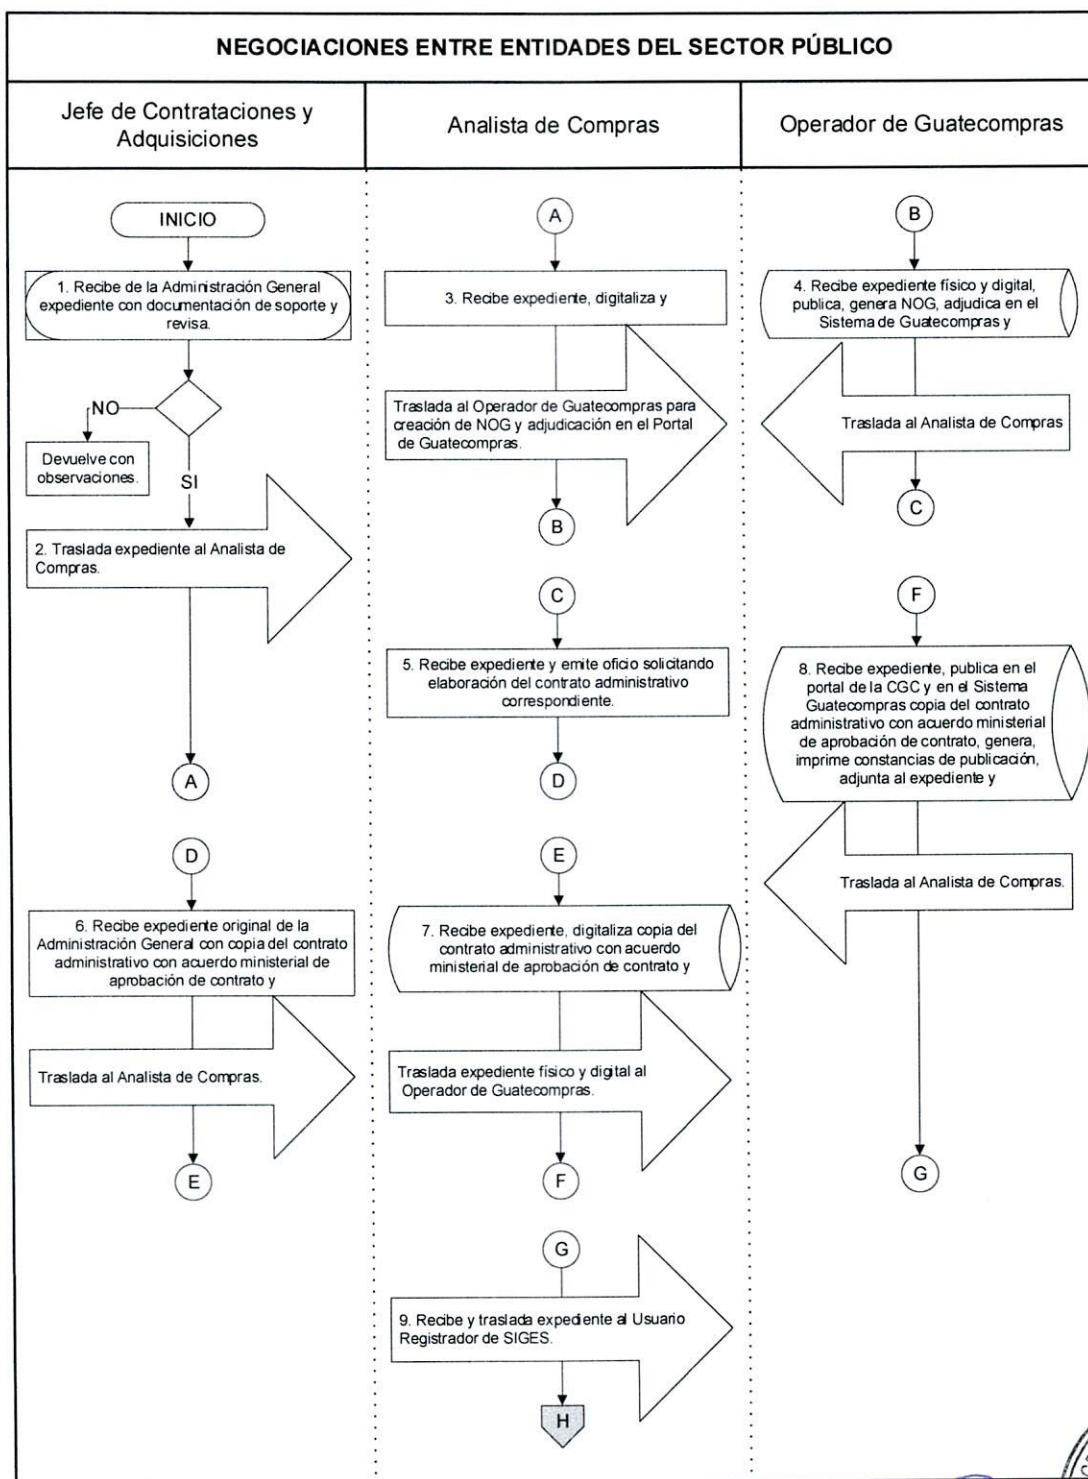 NEGOCIACIONES ENTRE ENTIDADES DEL SECTOR PÚBLICO
Jefe de Contrataciones y
Adquisiciones
Analista de Compras
Operador de Guatecompras
INICIO
1. Recibe de la Administración General
expediente con documentación de soporte y
revisa.
NO
Devuelve con
observaciones.
SI
2. Traslada expediente al Analista de
Compras.
A
D
6. Recibe expediente original de la
Administración General con copia del contrato
administrativo con acuerdo ministerial de
aprobación de contrato y
Traslada al Analista de Compras.
E
A
3. Recibe expediente, digitaliza y
Traslada al Operador de Guatecompras para
creación de NOG y adjudicación en el Portal
de Guatecompras.
B
C
5. Recibe expediente y emite oficio solicitando
elaboración del contrato administrativo
correspondiente.
D
E
7. Recibe expediente, digitaliza copia del
contrato administrativo con acuerdo
ministerial de aprobación de contrato y
Traslada expediente físico y digital al
Operador de Guatecompras.
F
G
9. Recibe y traslada expediente al Usuario
Registrador de SIGES.
H
B
4. Recibe expediente físico y digital,
publica, genera NOG, adjudica en el
Sistema de Guatecompras y
Traslada al Analista de Compras
C
F
8. Recibe expediente, publica en el
portal de la CGC y en el Sistema
Guatecompras copia del contrato
administrativo con acuerdo ministerial
de aprobación de contrato, genera,
imprime constancias de publicación,
adjunta al expediente y
Traslada al Analista de Compras.
G